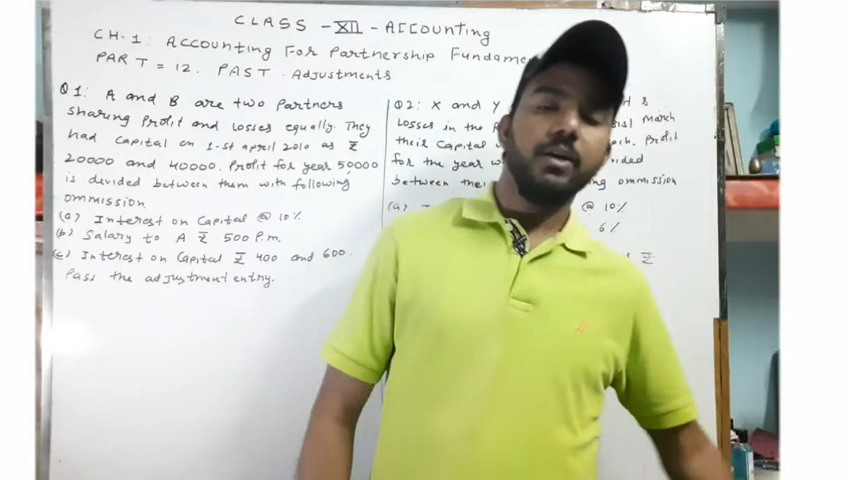 CLASS - XII - ACCOUNTING
CH.1: ACCOUNTING For Partnership
PART = 12. PAST. Adjustments
Q1: A and B are two Partners
sharing Profit and losses equally. They
had capital on 1-st april 2010 as ₹
20000 and 40000. Profit for year 50000
is divided between them with following
ommission
(a) Interest on Capital @ 10%
(b) Salary to A ₹ 500 P.m.
(c) Interest on Capital ₹ 400 and 600.
Pass the adjustment entry.
Q2: X and Y
Losses in the March
their Capital Profit
for the year
between the ommission
(a) @ 10%
6%
₹